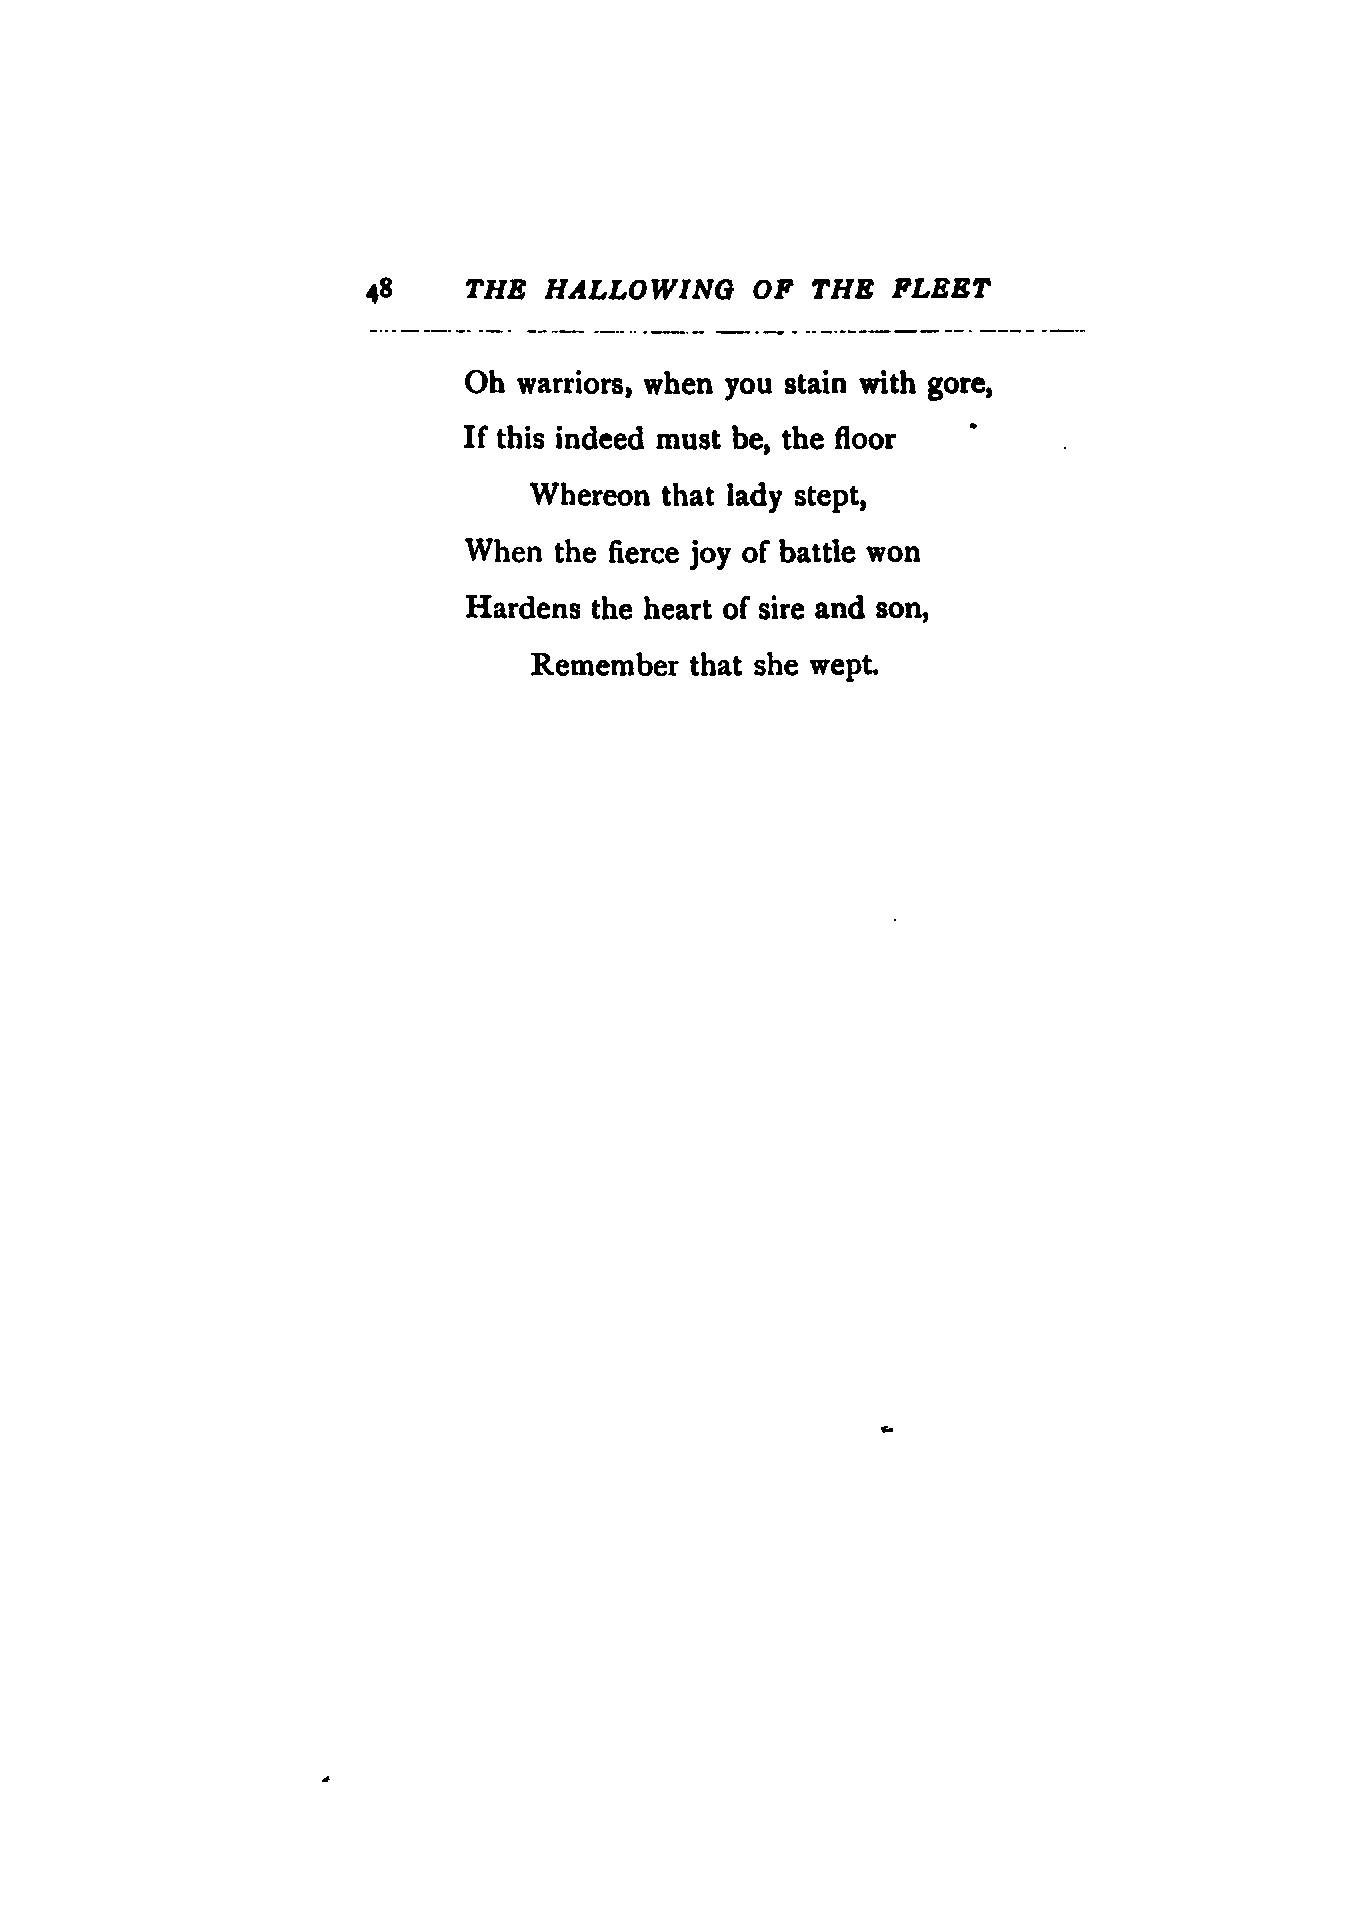 48 THE HALLOWING OF THE FLEET
Oh warriors, when you stain with gore,
If this indeed must be, the floor
Whereon that lady stept,
When the fierce joy of battle won
Hardens the heart of sire and son,
Remember that she wept.